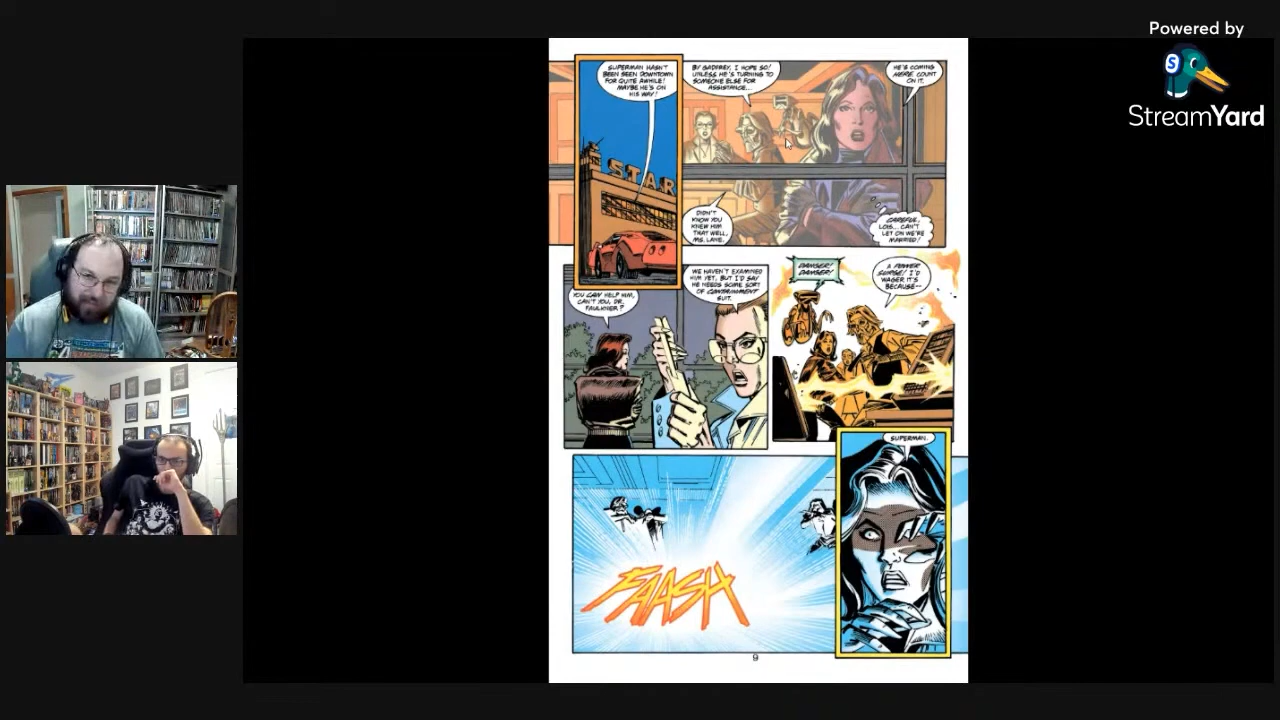 Powered by
S
StreamYard
SUPERMAN HASN'T
BEEN SEEN DOWNTOWN
FOR QUITE AWHILE!
MAYBE HE'S ON
HIS WAY!
BY GADFREY, I HOPE SO!
UNLESS HE'S TURNING TO
SOMEONE ELSE FOR
ASSISTANCE...
HE'S COMING
HERE. COUNT
ON IT.
STAR
DIDN'T
KNOW YOU
KNEW HIM
THAT WELL,
MS. LANE.
CAREFUL,
LOIS... CAN'T
LET ON WE'RE
MARRIED!
YOU CAN HELP HIM,
CAN'T YOU, DR.
FAULKNER?
WE HAVEN'T EXAMINED
HIM YET, BUT I'D SAY
HE NEEDS SOME SORT
OF CONTAINMENT
SUIT.
DANGER!
DANGER!
A POWER
SURGE! I'D
WAGER IT'S
BECAUSE--
FAASH
SUPERMAN.
9